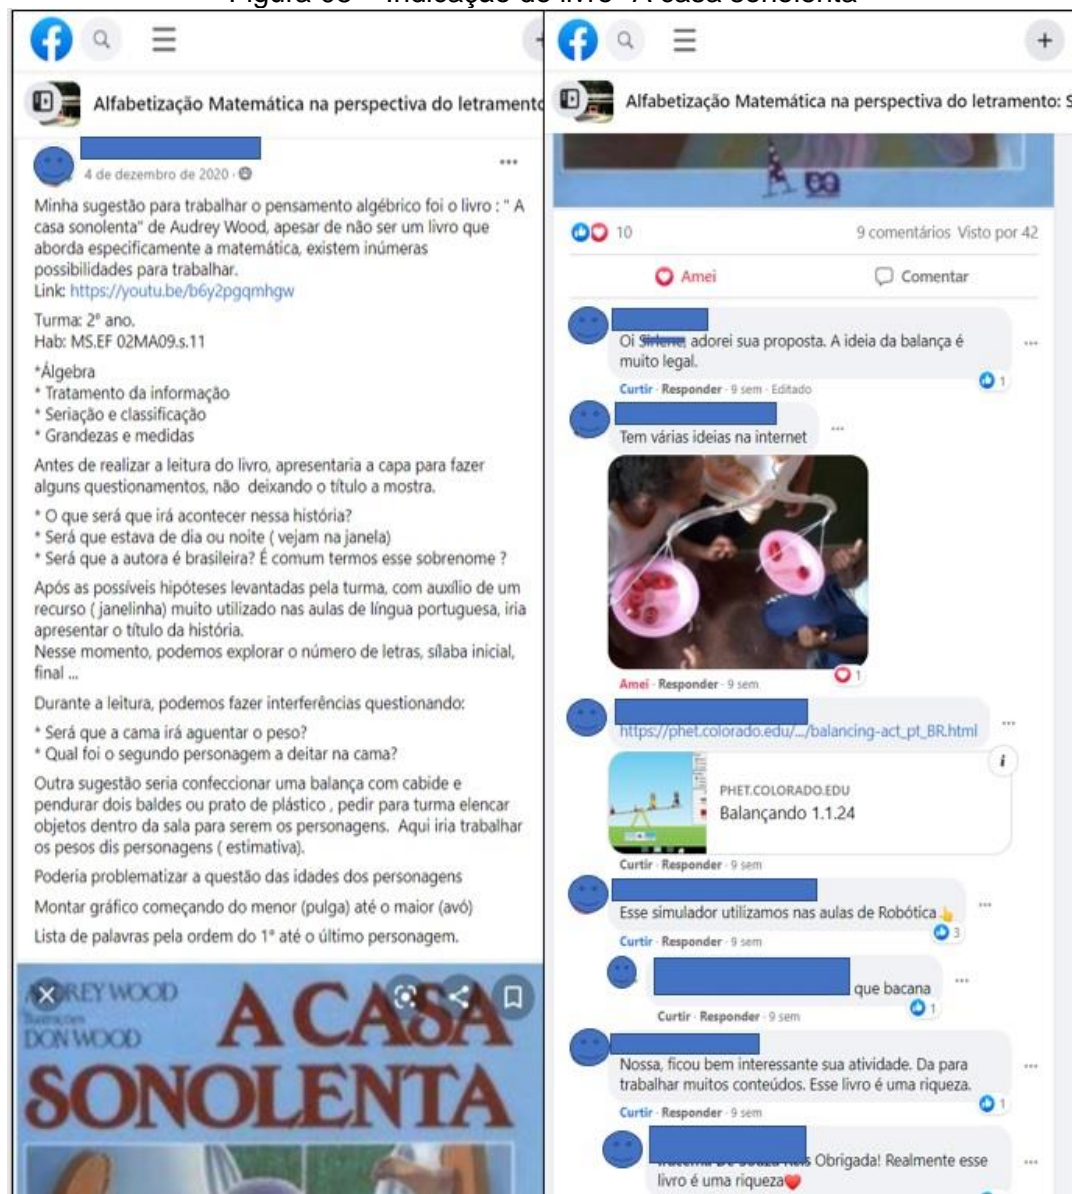 Figura 63 – Indicação do livro "A casa sonolenta"
Alfabetização Matemática na perspectiva do letramento
4 de dezembro de 2020
Minha sugestão para trabalhar o pensamento algébrico foi o livro : " A
casa sonolenta" de Audrey Wood, apesar de não ser um livro que
aborda especificamente a matemática, existem inúmeras
possibilidades para trabalhar.
Link: https://youtu.be/b6y2pgqmhgw
Turma: 2º ano.
Hab: MS.EF 02MA09.s.11
*Álgebra
* Tratamento da informação
* Seriação e classificação
* Grandezas e medidas
Antes de realizar a leitura do livro, apresentaria a capa para fazer
alguns questionamentos, não deixando o título a mostra.
* O que será que irá acontecer nessa história?
* Será que estava de dia ou noite ( vejam na janela)
* Será que a autora é brasileira? É comum termos esse sobrenome ?
Após as possíveis hipóteses levantadas pela turma, com auxílio de um
recurso ( janelinha) muito utilizado nas aulas de língua portuguesa, iria
apresentar o título da história.
Nesse momento, podemos explorar o número de letras, sílaba inicial,
final ...
Durante a leitura, podemos fazer interferências questionando:
* Será que a cama irá aguentar o peso?
* Qual foi o segundo personagem a deitar na cama?
Outra sugestão seria confeccionar uma balança com cabide e
pendurar dois baldes ou prato de plástico , pedir para turma elencar
objetos dentro da sala para serem os personagens. Aqui iria trabalhar
os pesos dis personagens ( estimativa).
Poderia problematizar a questão das idades dos personagens
Montar gráfico começando do menor (pulga) até o maior (avó)
Lista de palavras pela ordem do 1º até o último personagem.
WOOD
DON WOOD
A CASA
SONOLENTA
Alfabetização Matemática na perspectiva do letramento: S
10
9 comentários Visto por 42
Amei
Comentar
Oi adorei sua proposta. A ideia da balança é
muito legal.
1
Curtir · Responder · 9 sem · Editado
Tem várias ideias na internet
1
Amei · Responder · 9 sem
https://phet.colorado.edu/.../balancing-act_pt_BR.html
PHET.COLORADO.EDU
Balançando 1.1.24
Curtir · Responder · 9 sem
Esse simulador utilizamos nas aulas de Robótica
3
Curtir · Responder · 9 sem
que bacana
1
Curtir · Responder · 9 sem
Nossa, ficou bem interessante sua atividade. Da para
trabalhar muitos conteúdos. Esse livro é uma riqueza.
1
Curtir · Responder · 9 sem
Obrigada! Realmente esse
livro é uma riqueza